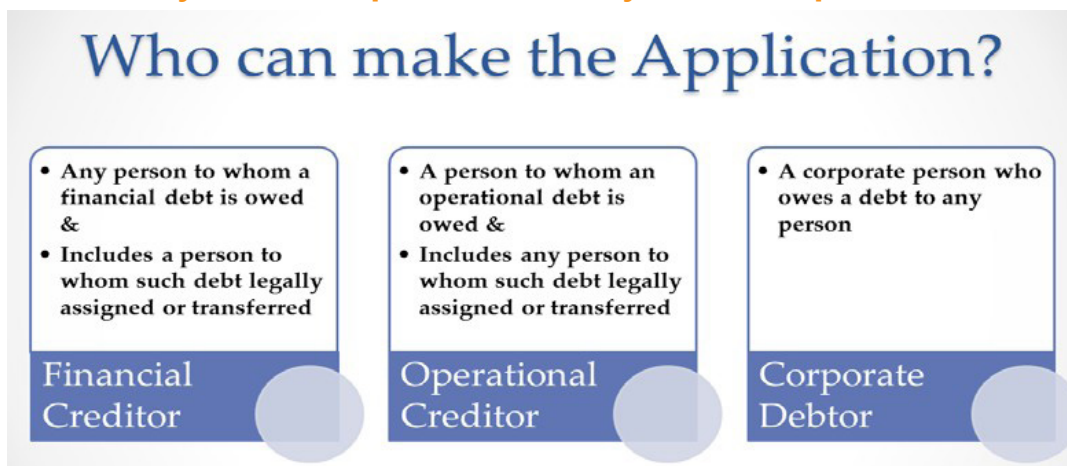 Who can make the Application?
• Any person to whom a
financial debt is owed
&
• Includes a person to
whom such debt legally
assigned or transferred
Financial
Creditor
• A person to whom an
operational debt is
owed &
• Includes any person to
whom such debt legally
assigned or transferred
Operational
Creditor
• A corporate person who
owes a debt to any
person
Corporate
Debtor